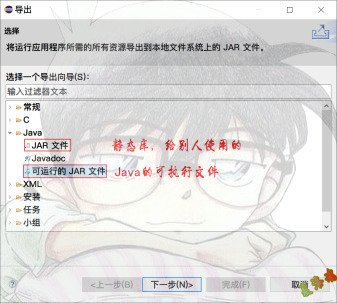 导出
选择
将运行应用程序所需的所有资源导出到本地文件系统上的 JAR 文件。
选择一个导出向导(S):
输入过滤器文本
常规
C
Java
JAR 文件 静态库，给别人使用的
Javadoc
可运行的 JAR 文件 Java的可执行文件
XML
安装
任务
小组
<上一步(B) 下一步(N)> 完成(F) 取消